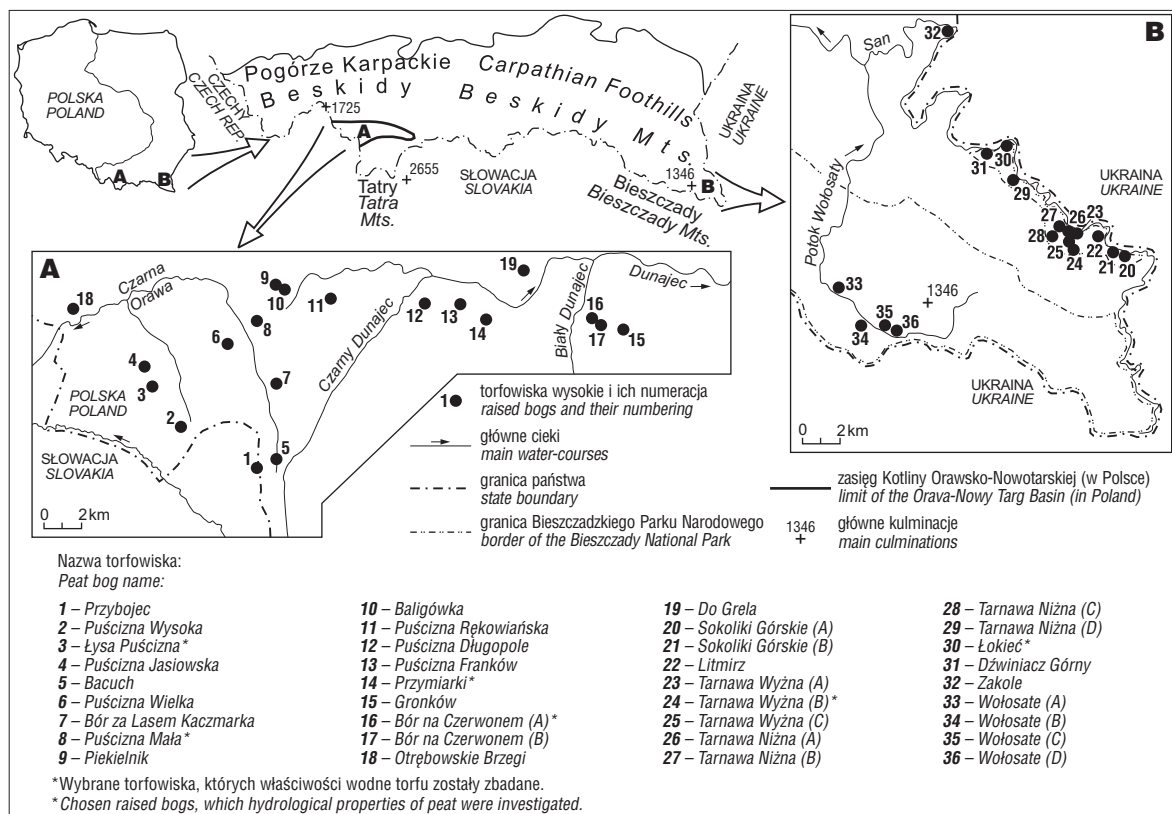 POLSKA
POLAND
A
B
CZECHY
CZECH REP.
Pogórze Karpackie
Beskidy
1725
A
Carpathian Foothills
Beskidy Mts.
UKRAINA
UKRAINE
2655
Tatry
Tatra
Mts.
SŁOWACJA
SLOVAKIA
1346
B
Bieszczady
Bieszczady Mts.
B
San
32
30
31
29
UKRAINA
UKRAINE
27
26
23
28
25
24
22
21
20
Potok Wołosaty
33
1346
34
35
36
UKRAINA
UKRAINE
0 2 km
A
Czarna
Orawa
18
9
10
11
8
6
4
3
2
7
5
1
POLSKA
POLAND
SŁOWACJA
SLOVAKIA
Czarny Dunajec
12
13
14
19
Biały Dunajec
Dunajec
16
17
15
0 2 km
1
torfowiska wysokie i ich numeracja
raised bogs and their numbering
główne cieki
main water-courses
granica państwa
state boundary
granica Bieszczadzkiego Parku Narodowego
border of the Bieszczady National Park
zasięg Kotliny Orawsko-Nowotarskiej (w Polsce)
limit of the Orava-Nowy Targ Basin (in Poland)
1346
główne kulminacje
main culminations
Nazwa torfowiska:
Peat bog name:
1 – Przybojec
2 – Puścizna Wysoka
3 – Łysa Puścizna*
4 – Puścizna Jasiowska
5 – Bacuch
6 – Puścizna Wielka
7 – Bór za Lasem Kaczmarka
8 – Puścizna Mała*
9 – Piekielnik
10 – Baligówka
11 – Puścizna Rękowiańska
12 – Puścizna Długopole
13 – Puścizna Franków
14 – Przymiarki*
15 – Gronków
16 – Bór na Czerwonem (A)*
17 – Bór na Czerwonem (B)
18 – Otrębowskie Brzegi
19 – Do Grela
20 – Sokoliki Górskie (A)
21 – Sokoliki Górskie (B)
22 – Litmirz
23 – Tarnawa Wyżna (A)
24 – Tarnawa Wyżna (B)*
25 – Tarnawa Wyżna (C)
26 – Tarnawa Niżna (A)
27 – Tarnawa Niżna (B)
28 – Tarnawa Niżna (C)
29 – Tarnawa Niżna (D)
30 – Łokieć*
31 – Dźwiniacz Górny
32 – Zakole
33 – Wołosate (A)
34 – Wołosate (B)
35 – Wołosate (C)
36 – Wołosate (D)
*Wybrane torfowiska, których właściwości wodne torfu zostały zbadane.
*Chosen raised bogs, which hydrological properties of peat were investigated.